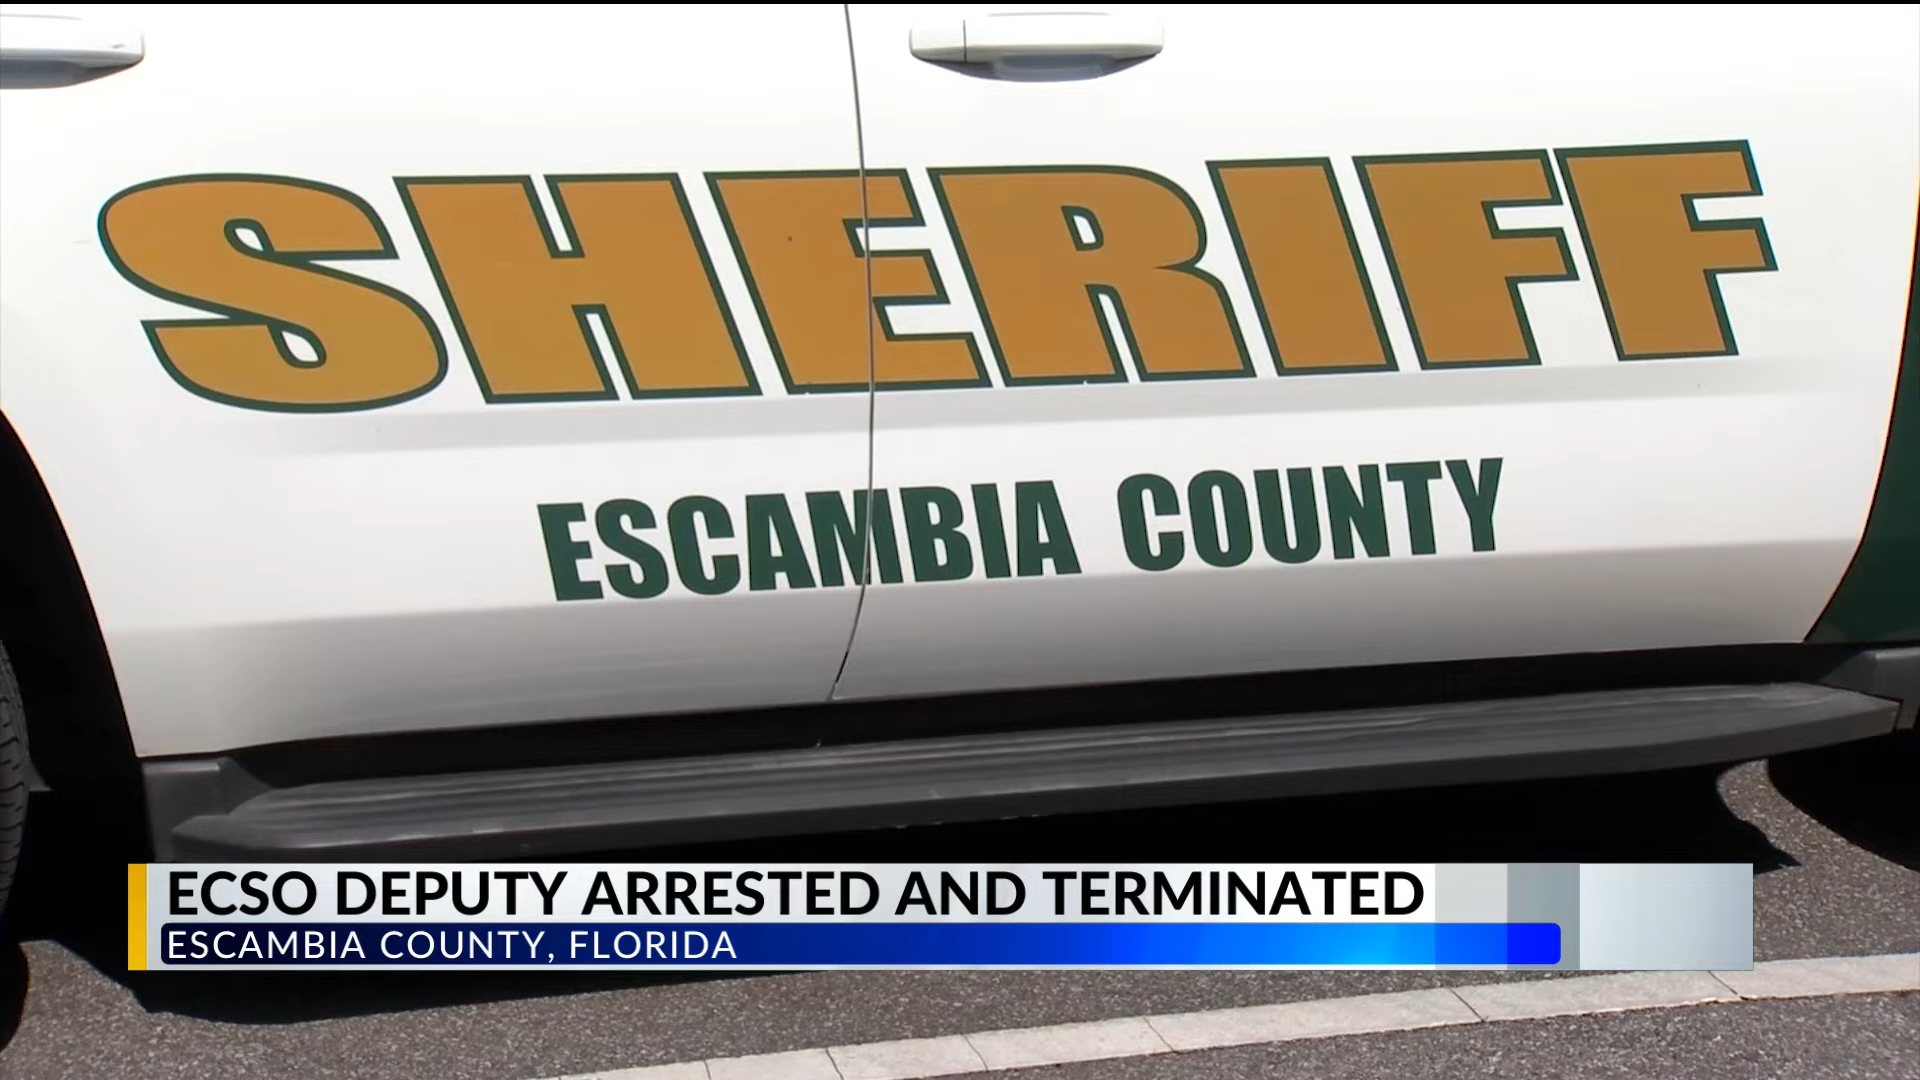 SHERIFF
ESCAMBIA COUNTY
ECSO DEPUTY ARRESTED AND TERMINATED
ESCAMBIA COUNTY, FLORIDA